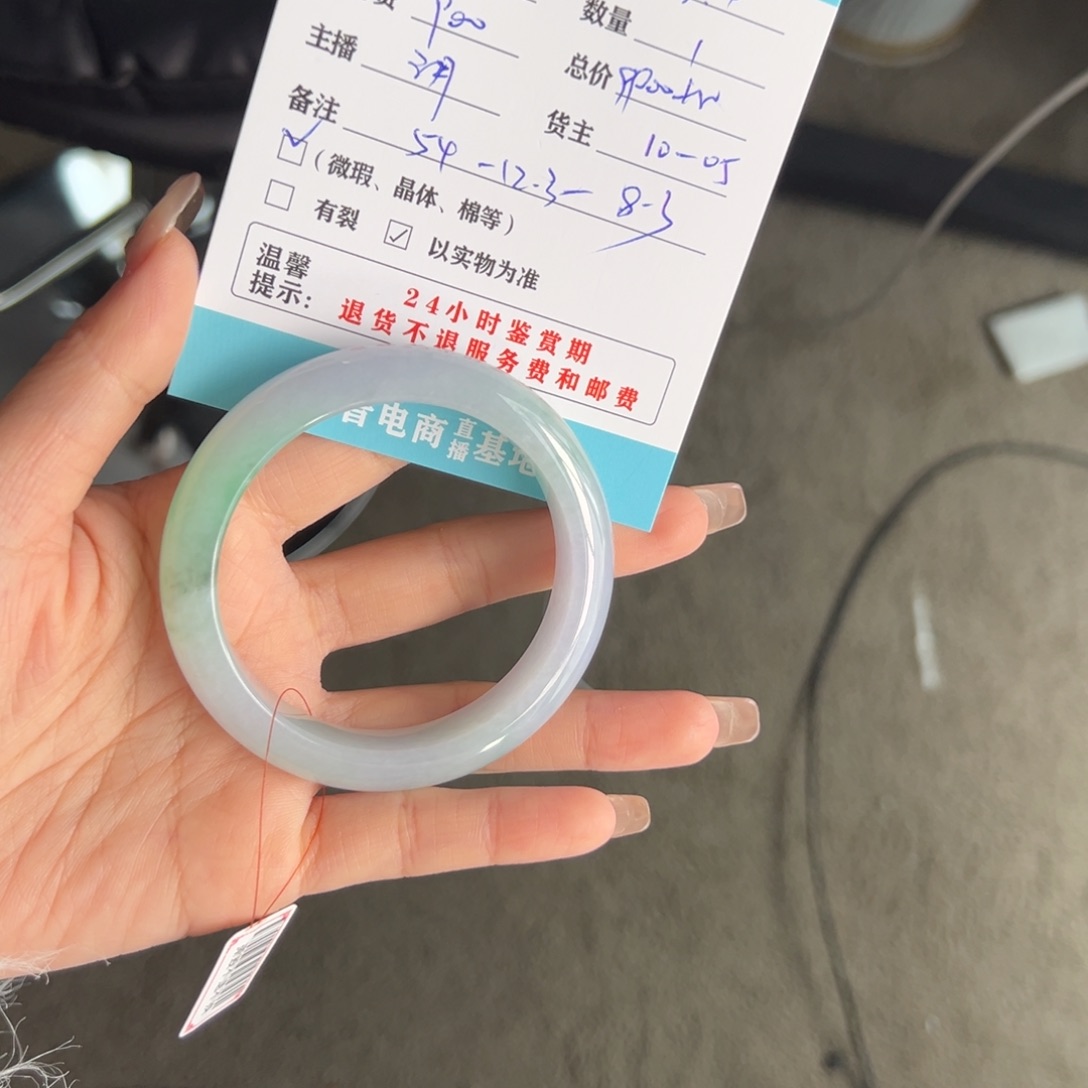 数量 1
主播
总价
备注 54-12.3-8.3
货主 10-05
(微瑕、晶体、棉等)
有裂 以实物为准
温馨提示:
24小时鉴赏期
退货不退服务费和邮费
电商直播基地